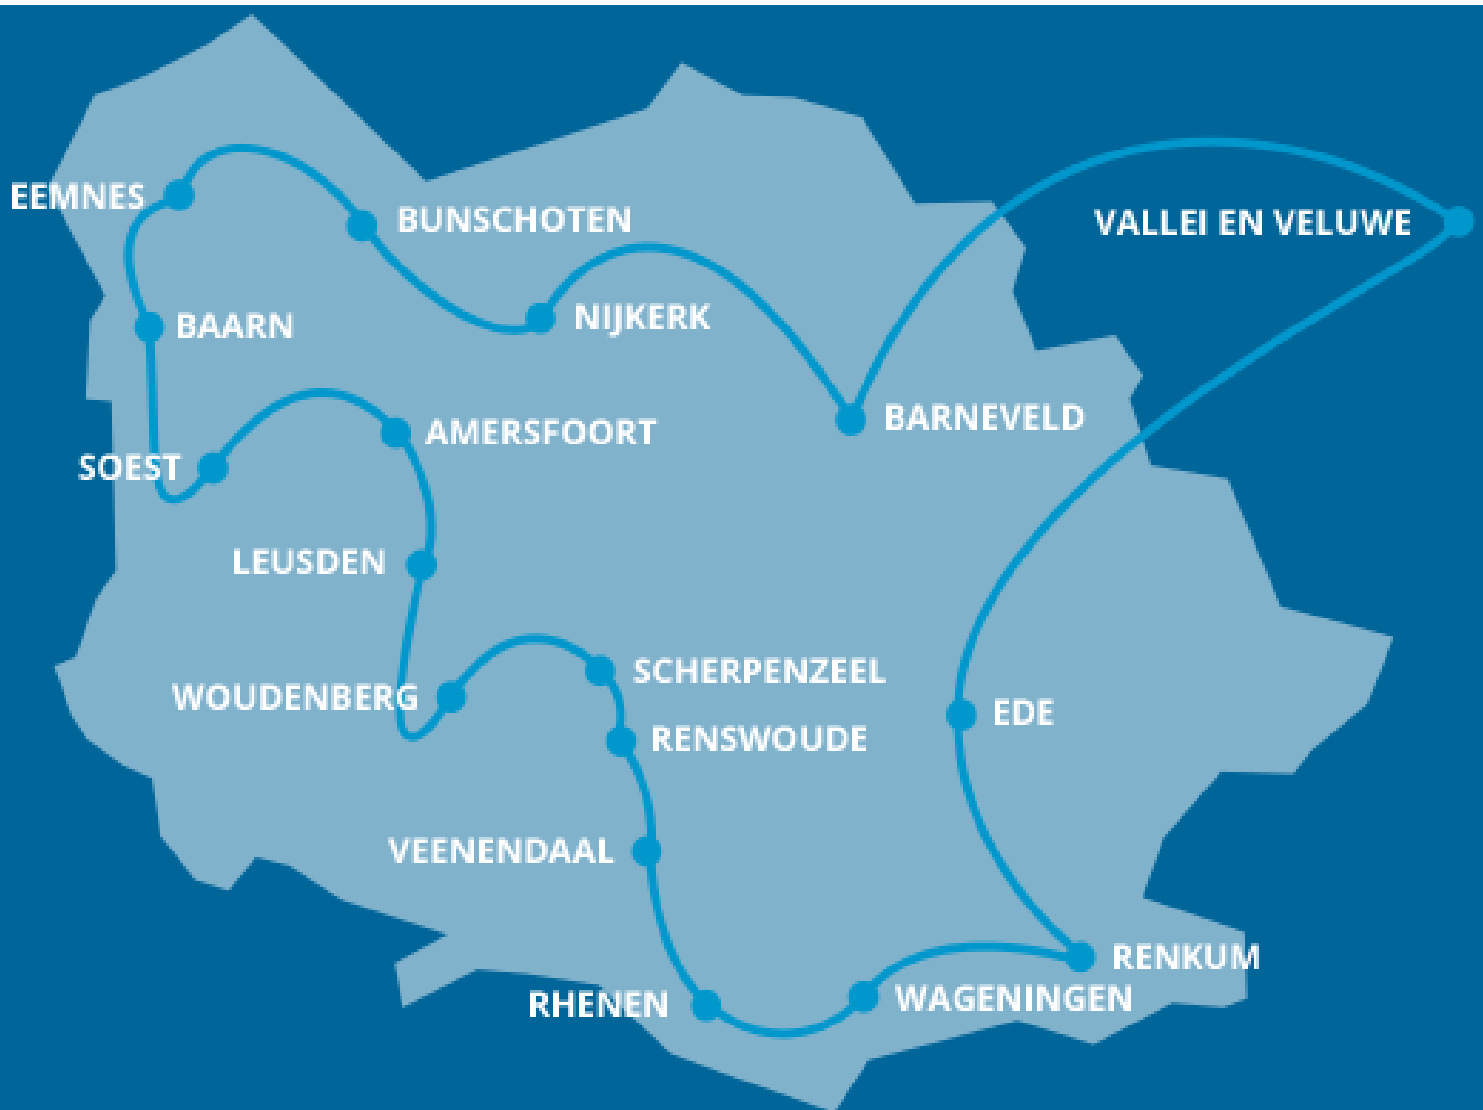 EEMNES
BUNSCHOTEN
VALLEI EN VELUWE
BAARN
NIJKERK
BARNEVELD
AMERSFOORT
SOEST
LEUSDEN
SCHERPENZEEL
WOUDENBERG
EDE
RENSWOUDE
VEENENDAAL
RENKUM
WAGENINGEN
RHENEN